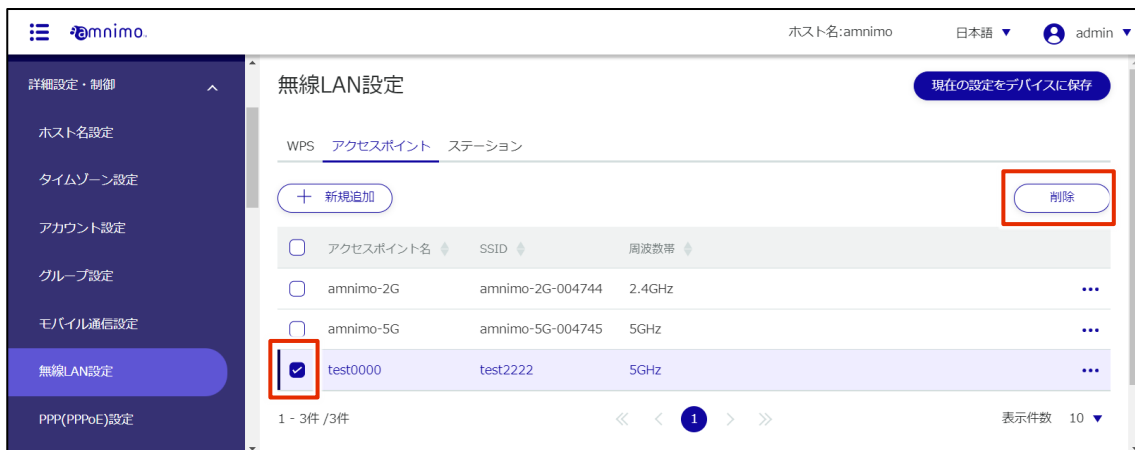 amnimo.
ホスト名:amnimo
日本語 ▼
admin ▼
詳細設定・制御
ホスト名設定
タイムゾーン設定
アカウント設定
グループ設定
モバイル通信設定
無線LAN設定
PPP(PPPoE)設定
無線LAN設定
現在の設定をデバイスに保存
WPS アクセスポイント ステーション
＋ 新規追加
削除
アクセスポイント名 SSID 周波数帯
amnimo-2G amnimo-2G-004744 2.4GHz •••
amnimo-5G amnimo-5G-004745 5GHz •••
test0000 test2222 5GHz •••
1 - 3件 /3件 « < 1 > » 表示件数 10 ▼